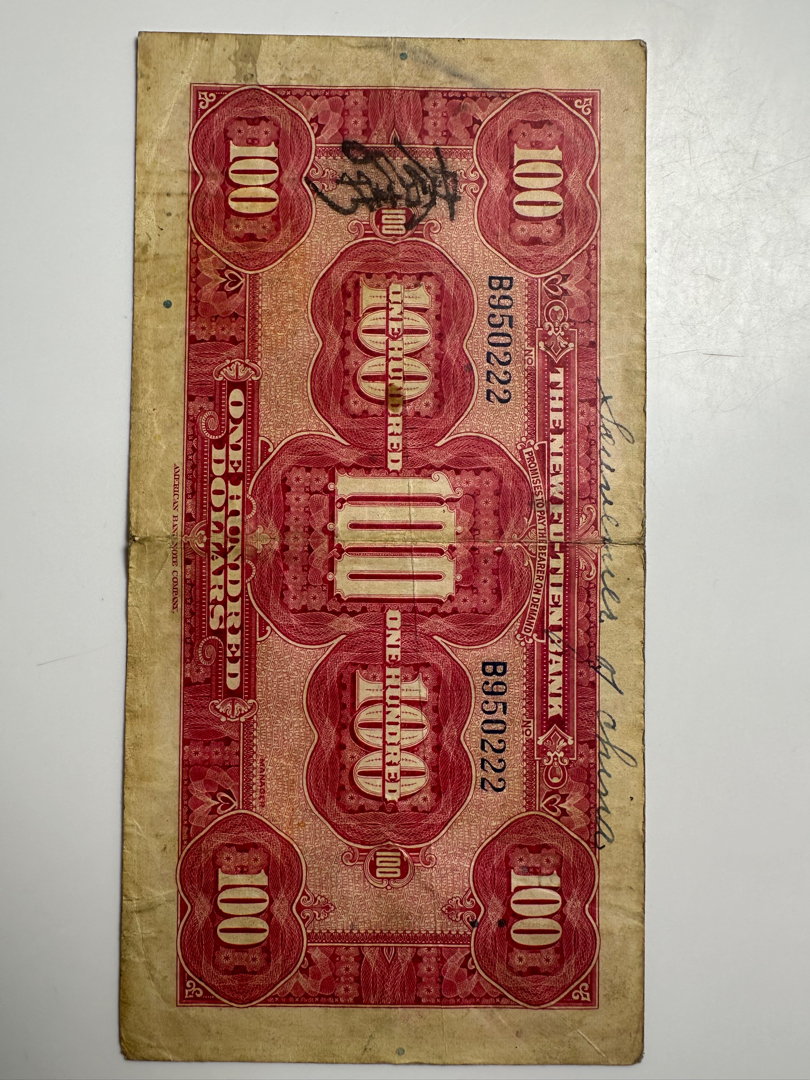 Souvenier of China
100
THE NEW FU-TIEN BANK
100
PROMISES TO PAY THE BEARER ON DEMAND
No.
No.
B950222
B950222
100
100
ONE HUNDRED
100
ONE HUNDRED
100
100
100
MANAGER
100
ONE HUNDRED
DOLLARS
100
AMERICAN BANK NOTE COMPANY.